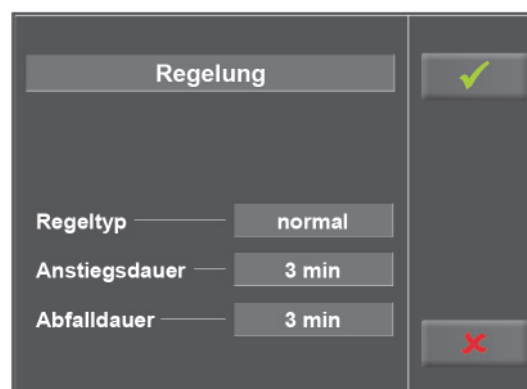 Regelung
Regeltyp normal
Anstiegsdauer 3 min
Abfalldauer 3 min